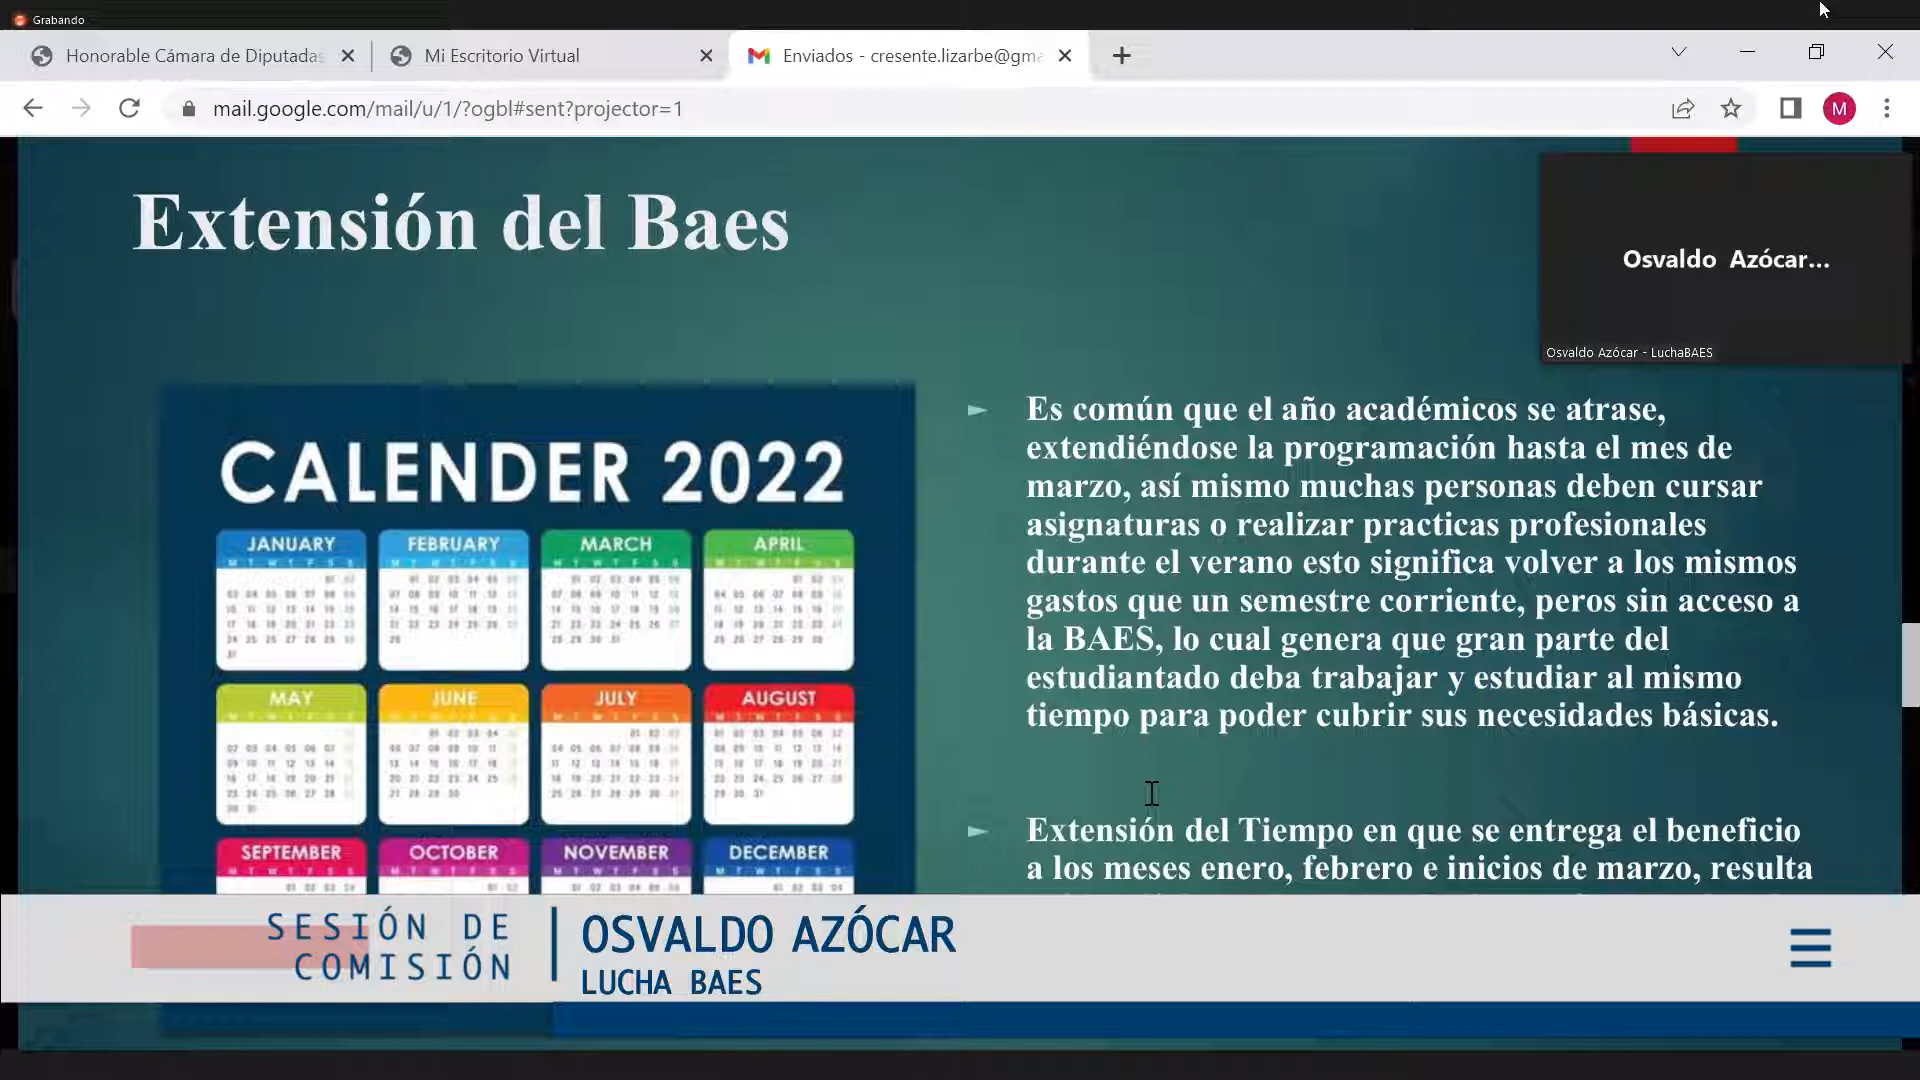 Grabando
Honorable Cámara de Diputadas
Mi Escritorio Virtual
Enviados - cresente.lizarbe@gma
mail.google.com/mail/u/1/?ogbl#sent?projector=1
M
Extensión del Baes
Osvaldo Azócar...
Osvaldo Azócar - LuchaBAES
Es común que el año académicos se atrase,
extendiéndose la programación hasta el mes de
marzo, así mismo muchas personas deben cursar
asignaturas o realizar practicas profesionales
durante el verano esto significa volver a los mismos
gastos que un semestre corriente, peros sin acceso a
la BAES, lo cual genera que gran parte del
estudiantado deba trabajar y estudiar al mismo
tiempo para poder cubrir sus necesidades básicas.
Extensión del Tiempo en que se entrega el beneficio
a los meses enero, febrero e inicios de marzo, resulta
CALENDER 2022
JANUARY FEBRUARY MARCH APRIL
MAY JUNE JULY AUGUST
SEPTEMBER OCTOBER NOVEMBER DECEMBER
SESIÓN DE
COMISIÓN
OSVALDO AZÓCAR
LUCHA BAES